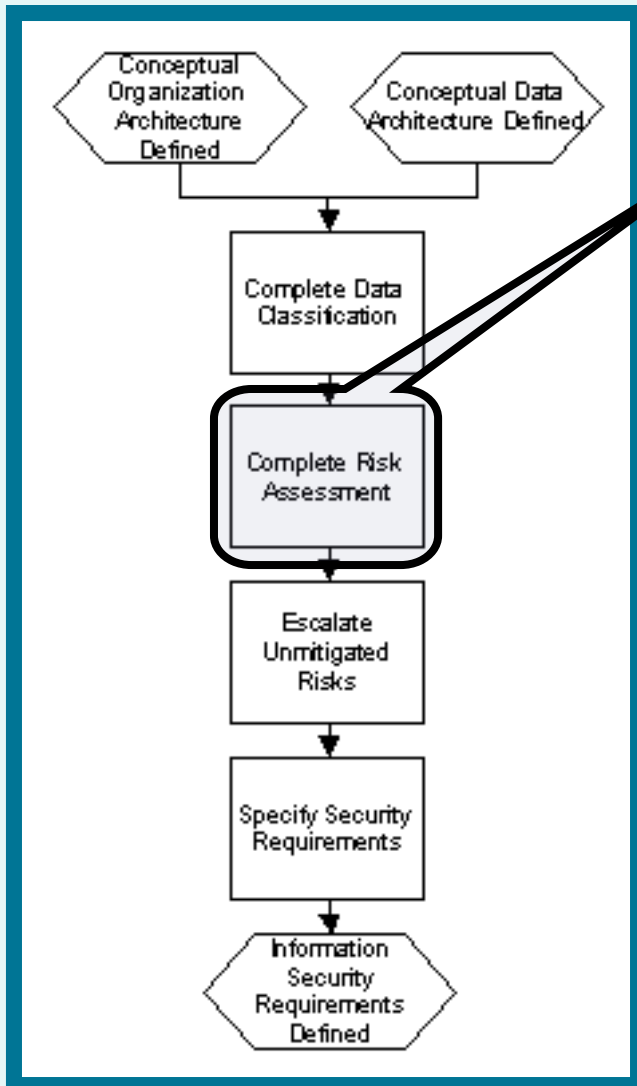 Conceptual
Organization
Architecture
Defined
Conceptual Data
Architecture Defined
Complete Data
Classification
Complete Risk
Assessment
Escalate
Unmitigated
Risks
Specify Security
Requirements
Information
Security
Requirements
Defined